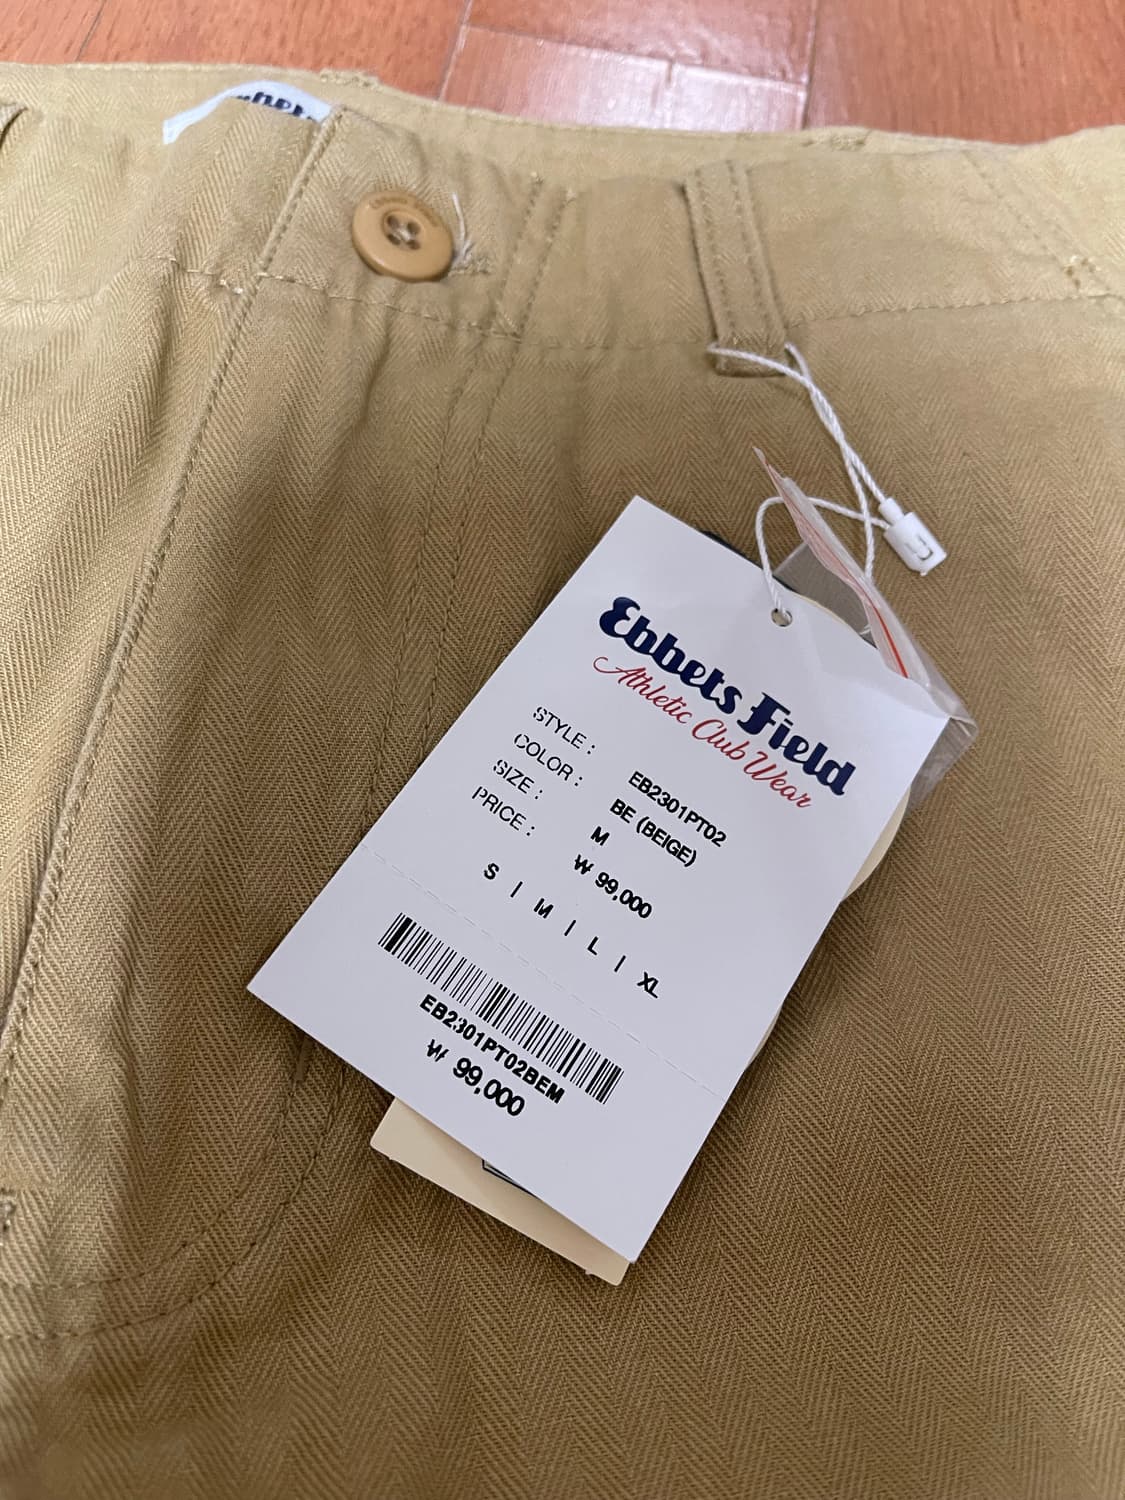 Ebbets Field
Athletic Club Wear
STYLE : EB2301PT02
COLOR : BE (BEIGE)
SIZE : M
PRICE : ₩ 99,000
S | M | L | XL
EB2301PT02BEM
₩ 99,000